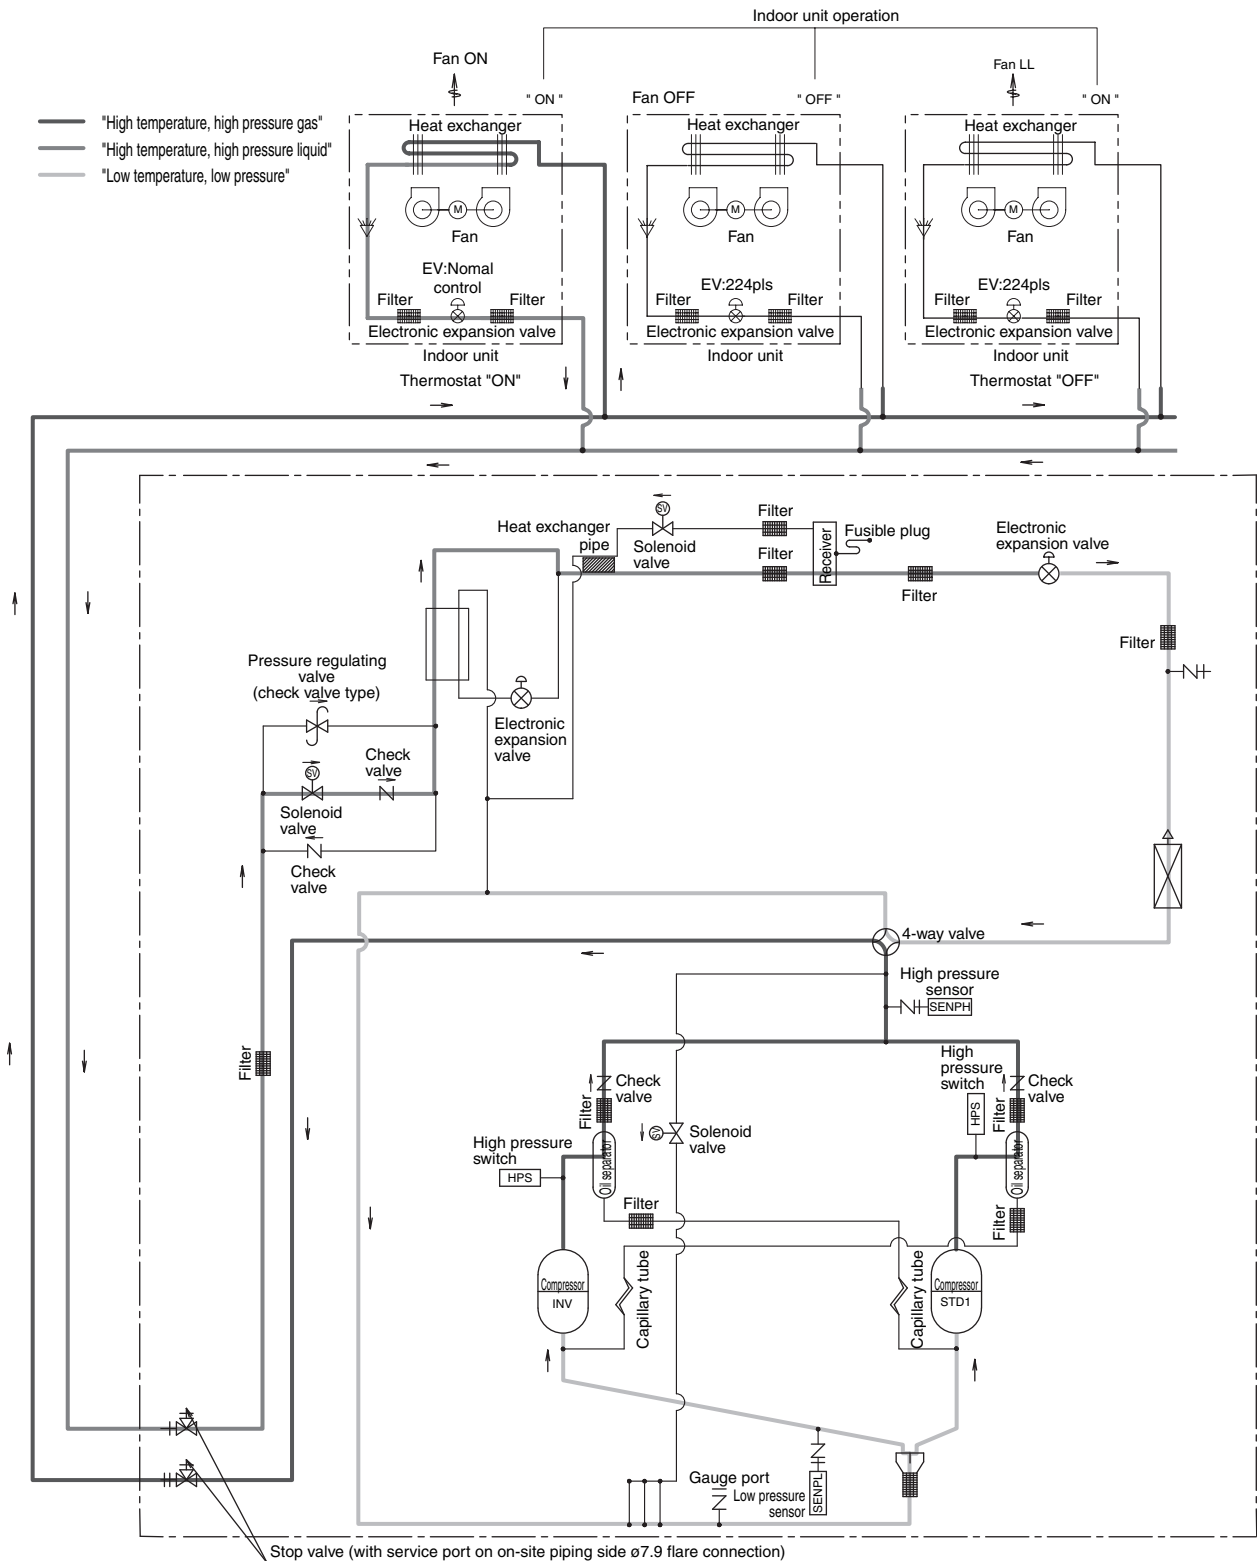 Indoor unit operation
Fan ON
Fan LL
" ON "
Fan OFF
" OFF "
" ON "
"High temperature, high pressure gas"
"High temperature, high pressure liquid"
"Low temperature, low pressure"
Heat exchanger
Heat exchanger
Heat exchanger
M
M
M
Fan
Fan
Fan
EV:Nomal
control
EV:224pls
EV:224pls
Filter
Filter
Filter
Filter
Filter
Filter
Electronic expansion valve
Electronic expansion valve
Electronic expansion valve
Indoor unit
Indoor unit
Indoor unit
Thermostat "ON"
Thermostat "OFF"
Heat exchanger
pipe
SV
Solenoid
valve
Filter
Filter
Receiver
Fusible plug
Filter
Electronic
expansion valve
Filter
Pressure regulating
valve
(check valve type)
Electronic
expansion
valve
SV
Check
valve
Solenoid
valve
Check
valve
4-way valve
High pressure
sensor
SENPH
Filter
High
pressure
switch
HPS
Check
valve
Filter
Check
valve
Filter
SV
Solenoid
valve
High pressure
switch
HPS
Oil separator
Oil separator
Filter
Filter
Compressor
INV
Capillary tube
Capillary tube
Compressor
STD1
Gauge port
Low pressure
sensor
SENPL
Stop valve (with service port on on-site piping side ø7.9 flare connection)